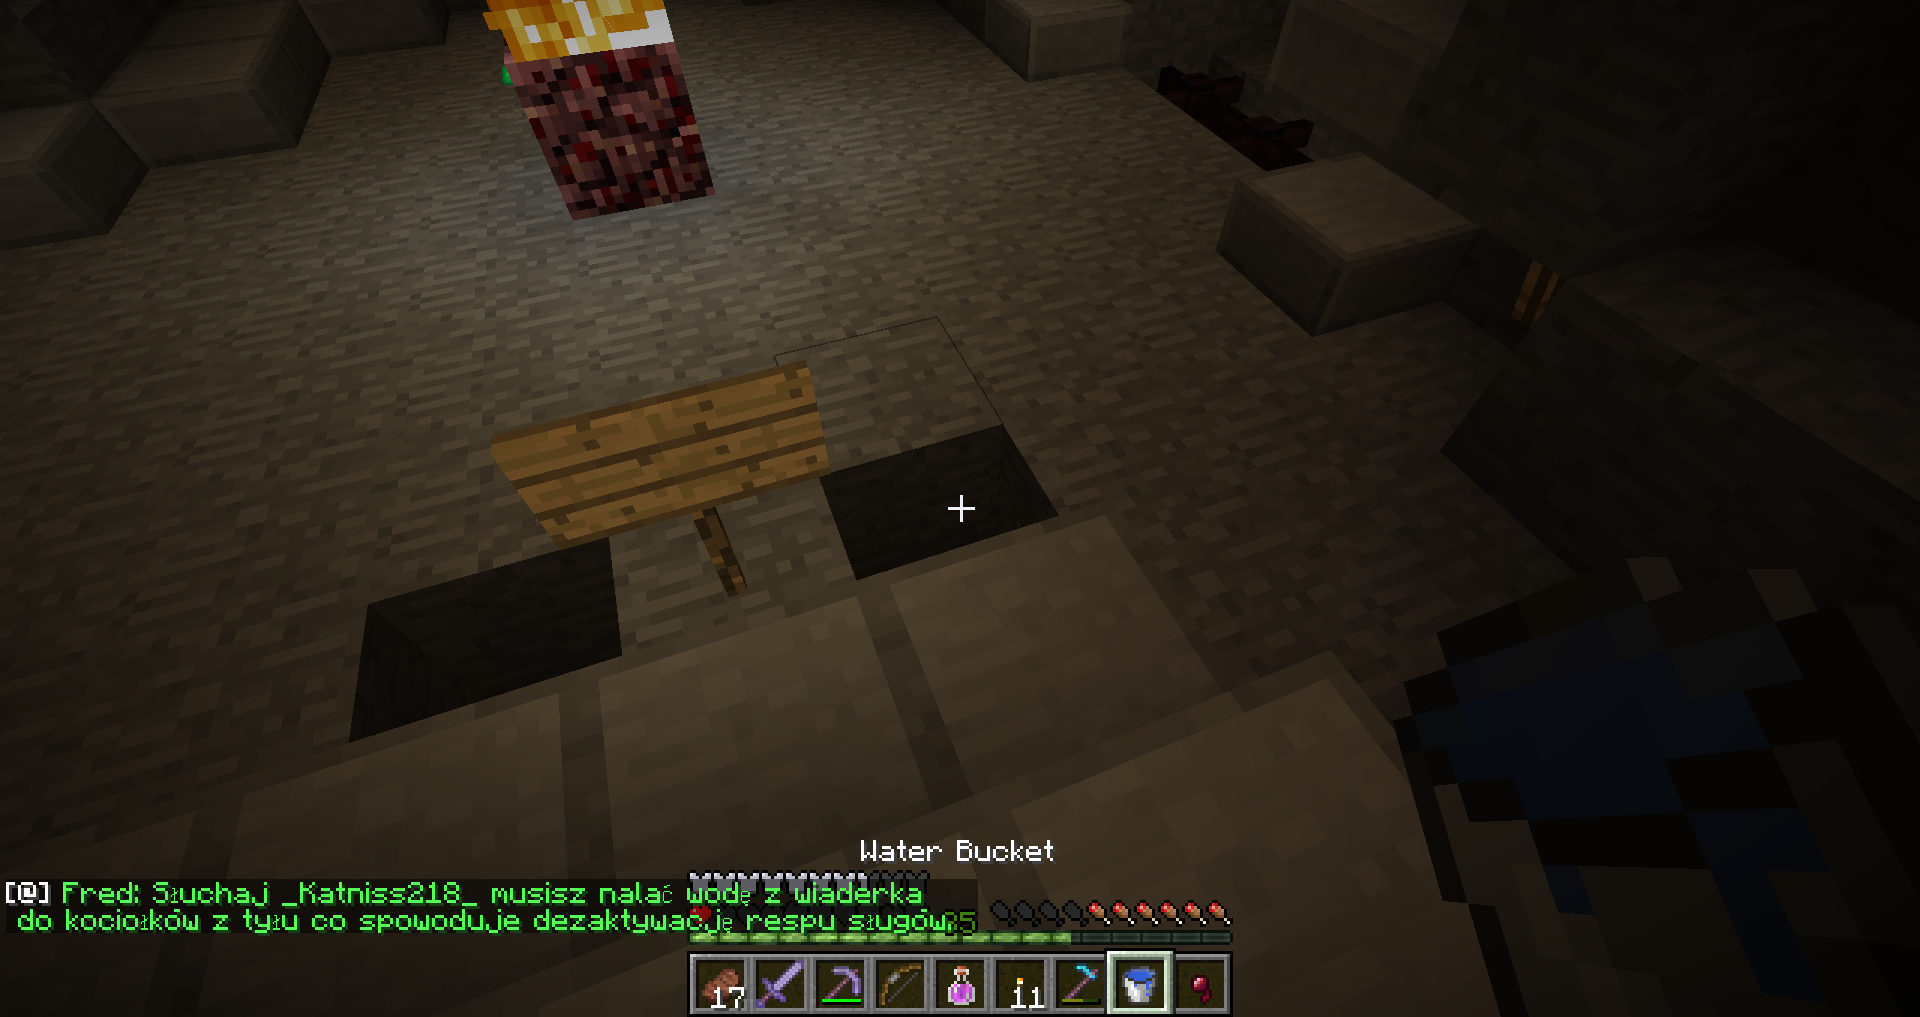 Water Bucket
[@] Fred: Słuchaj _Katniss218_ musisz nalać wodę z wiaderka
do kociołków z tyłu co spowoduje dezaktywację respu sługów.
35
17
11